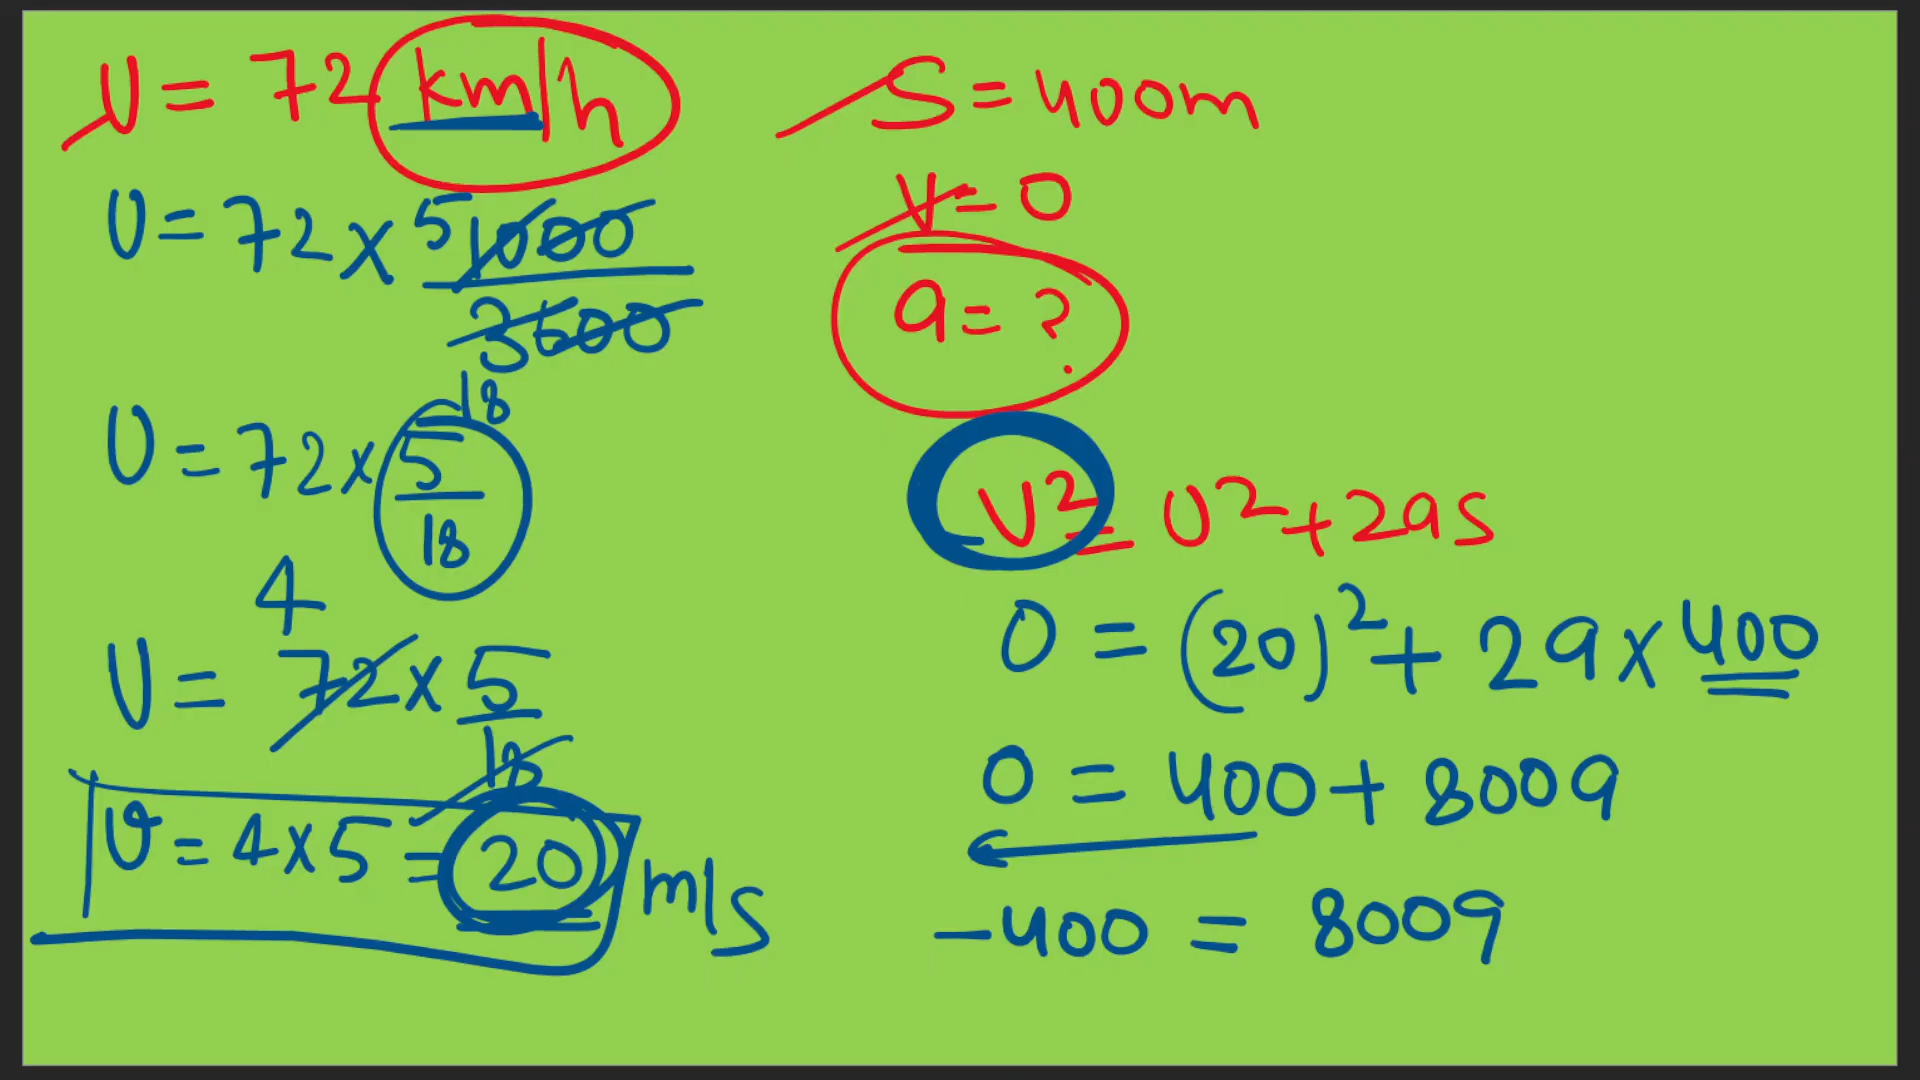 U = 72 km/h
U = 72 × 5 1000
3600
18
U = 72 × 5
18
4
U = 72 × 5
18
U = 4 × 5 = 20 m/s
S = 400m
V = 0
a = ?
V² = U² + 2as
0 = (20)² + 2a × 400
0 = 400 + 800a
-400 = 800a